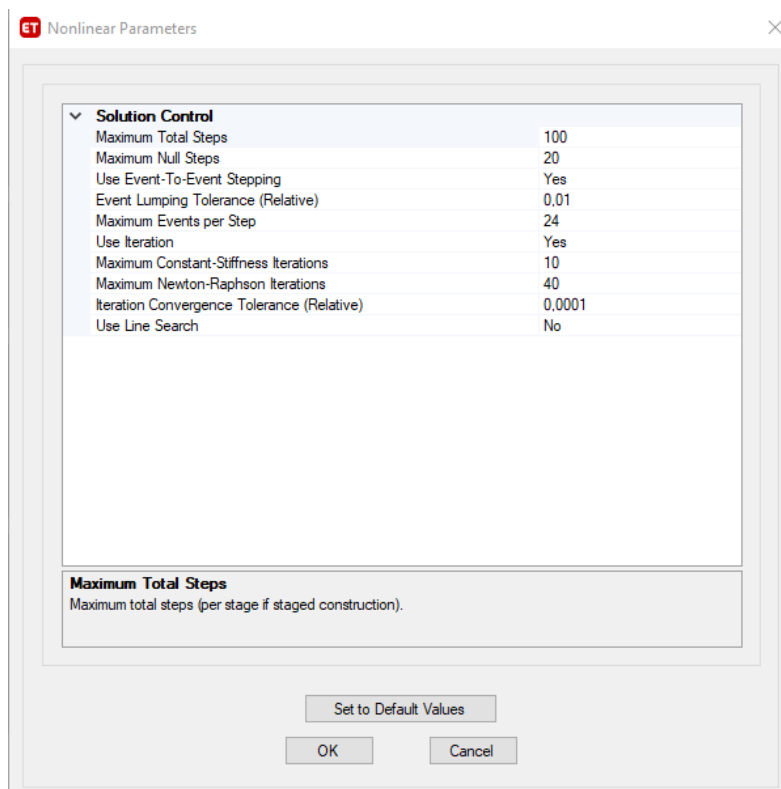 ET Nonlinear Parameters
Solution Control
Maximum Total Steps 100
Maximum Null Steps 20
Use Event-To-Event Stepping Yes
Event Lumping Tolerance (Relative) 0,01
Maximum Events per Step 24
Use Iteration Yes
Maximum Constant-Stiffness Iterations 10
Maximum Newton-Raphson Iterations 40
Iteration Convergence Tolerance (Relative) 0,0001
Use Line Search No
Maximum Total Steps
Maximum total steps (per stage if staged construction).
Set to Default Values
OK Cancel